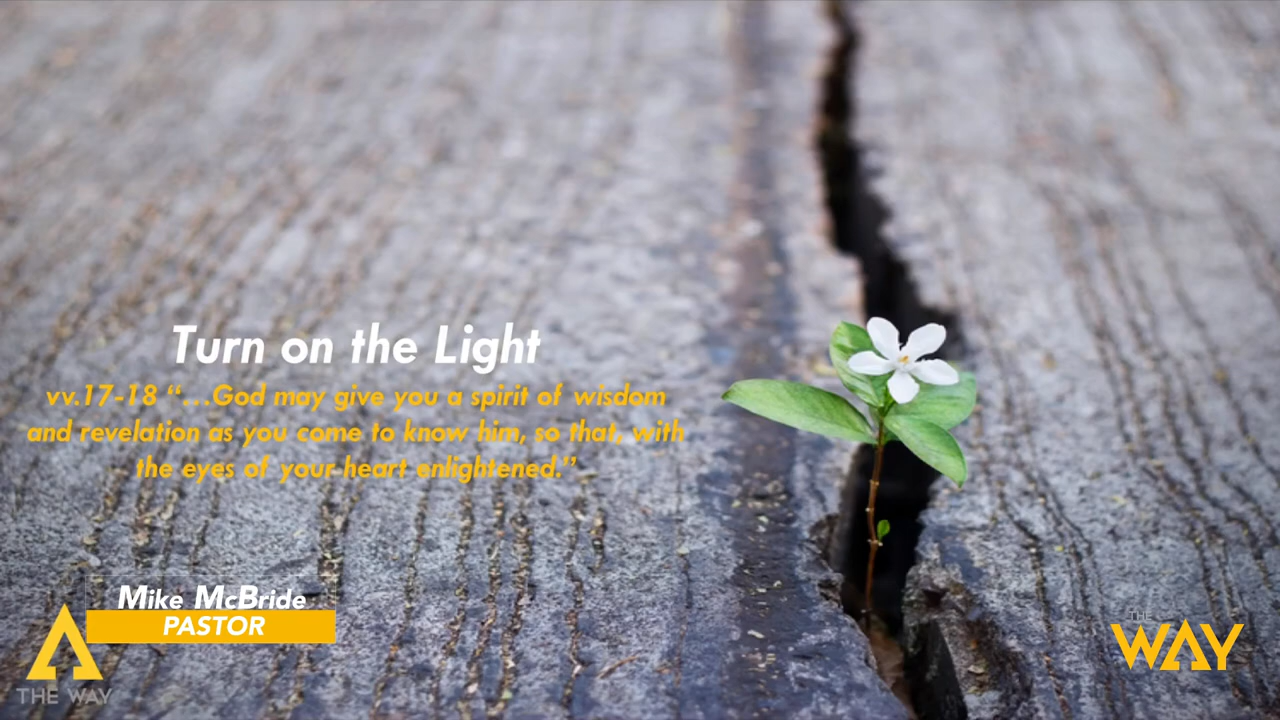 Turn on the Light
vv.17-18 “…God may give you a spirit of wisdom
and revelation as you come to know him, so that, with
the eyes of your heart enlightened.”
Mike McBride
PASTOR
THE WAY
THE
WAY